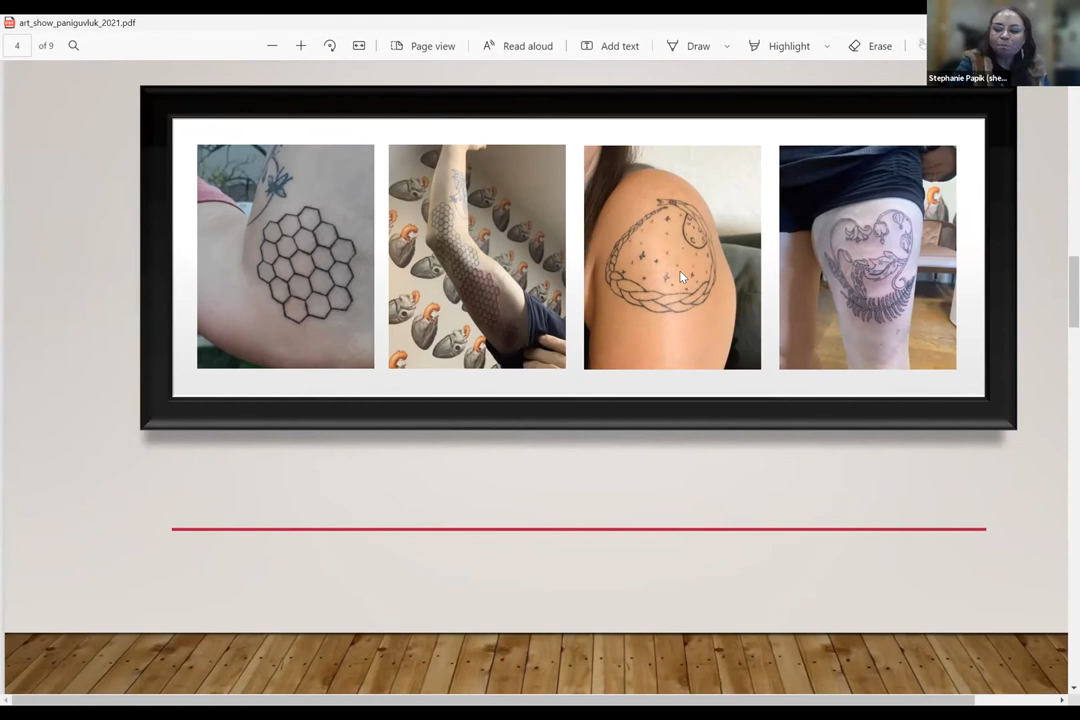 art_show_paniguvluk_2021.pdf
4 of 9 Page view Read aloud Add text Draw Highlight Erase
Stephanie Papik (she...